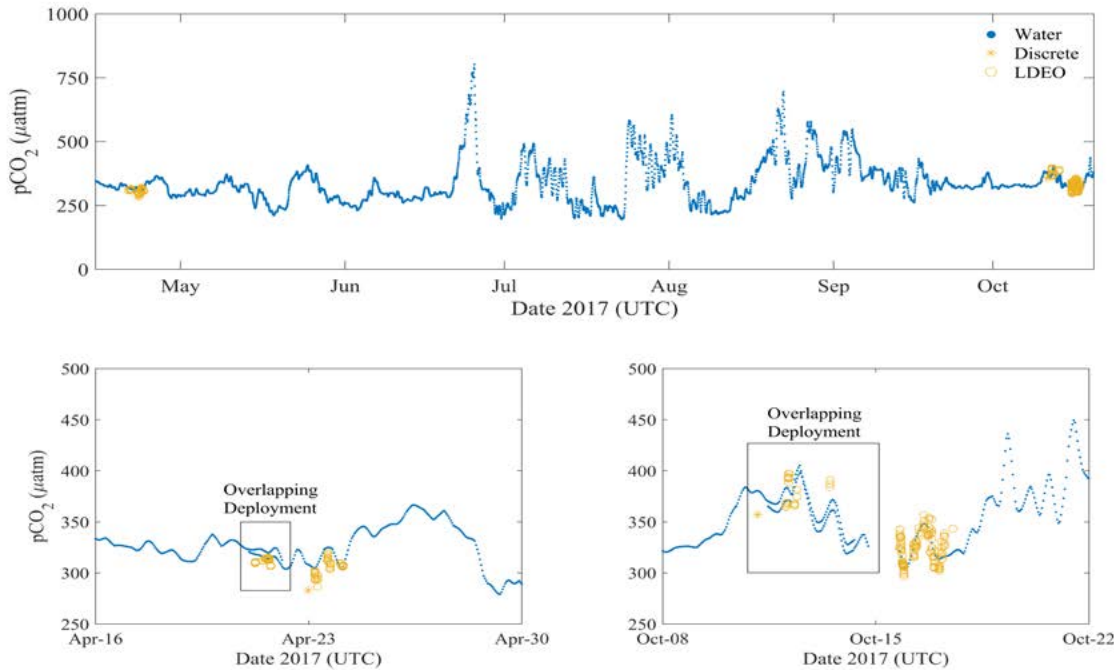 1000
750
500
250
0
pCO2 (μatm)
Water
Discrete
LDEO
May
Jun
Jul
Aug
Sep
Oct
Date 2017 (UTC)
500
450
400
350
300
250
pCO2 (μatm)
Overlapping
Deployment
Apr-16
Apr-23
Apr-30
Date 2017 (UTC)
500
450
400
350
300
250
Overlapping
Deployment
Oct-08
Oct-15
Oct-22
Date 2017 (UTC)